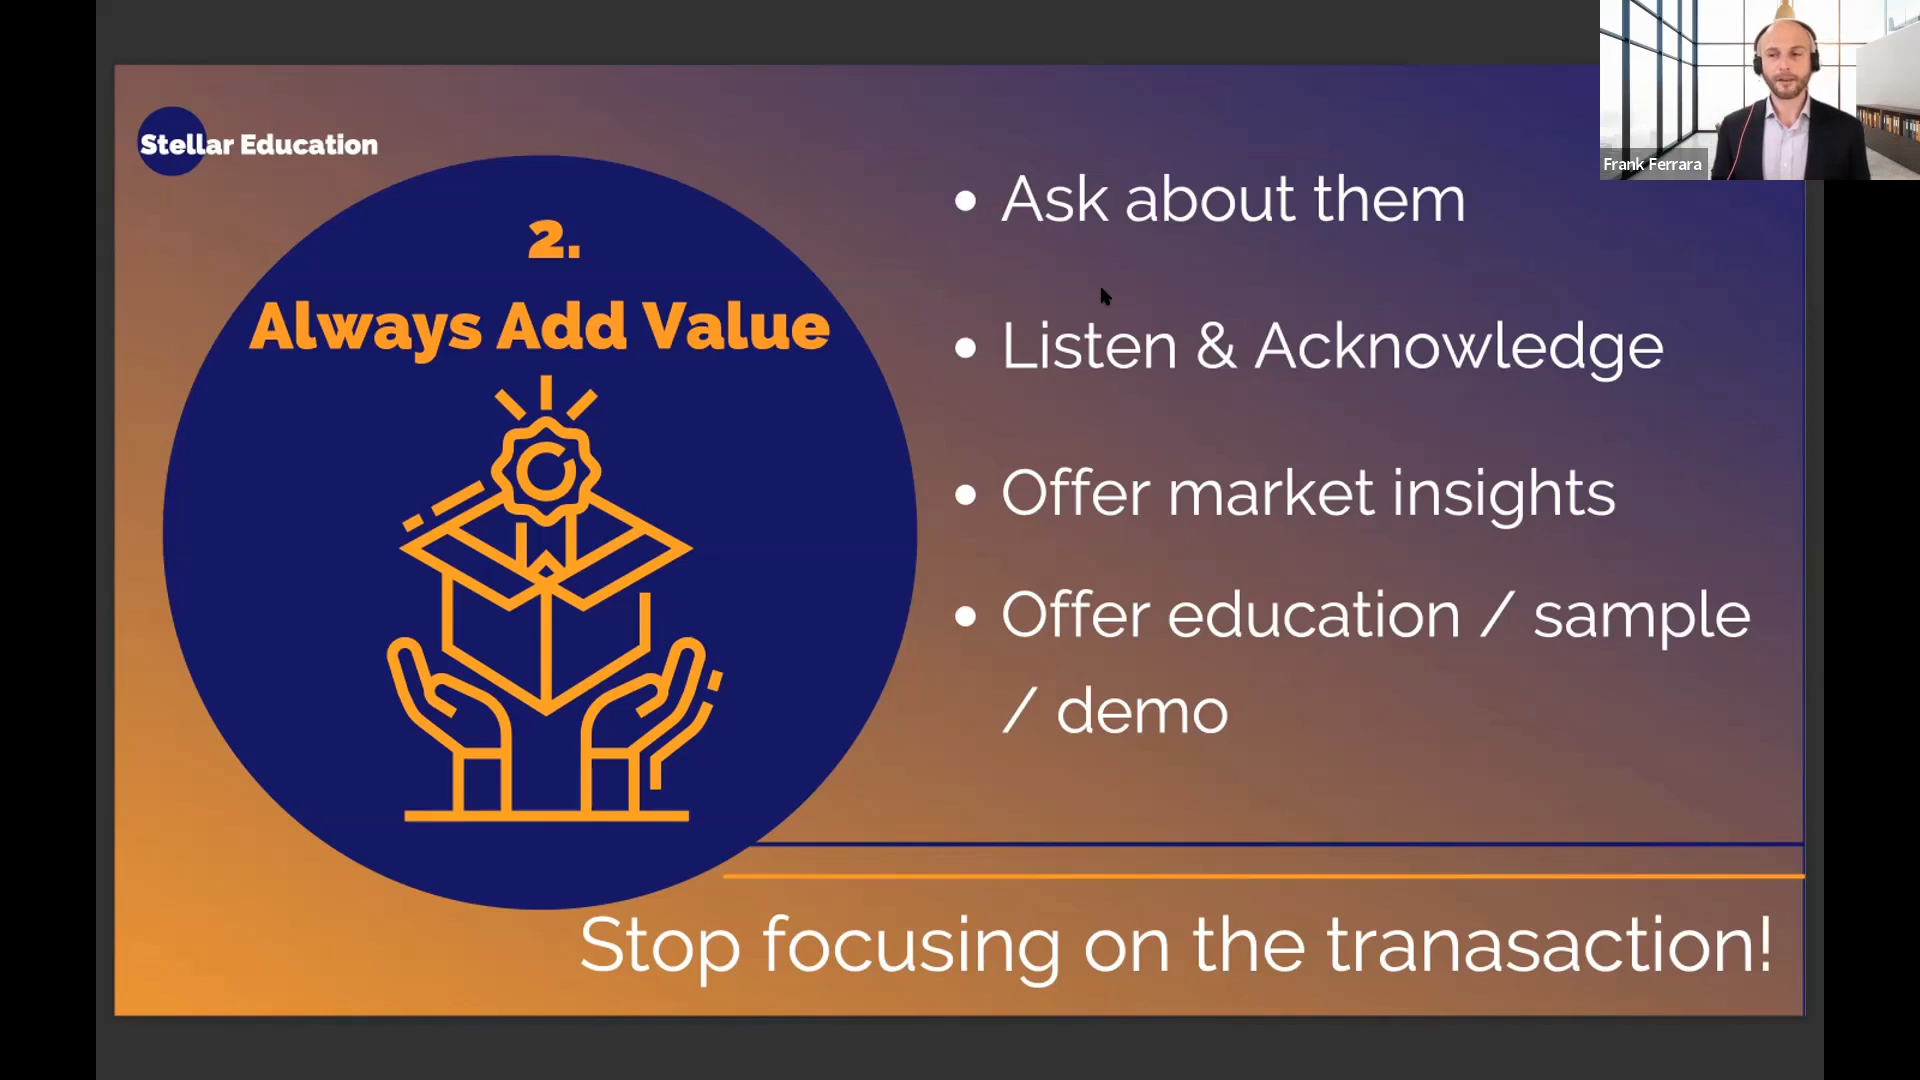 Stellar Education
2.
Always Add Value
• Ask about them
• Listen & Acknowledge
• Offer market insights
• Offer education / sample
/ demo
Stop focusing on the tranasaction!
Frank Ferrara